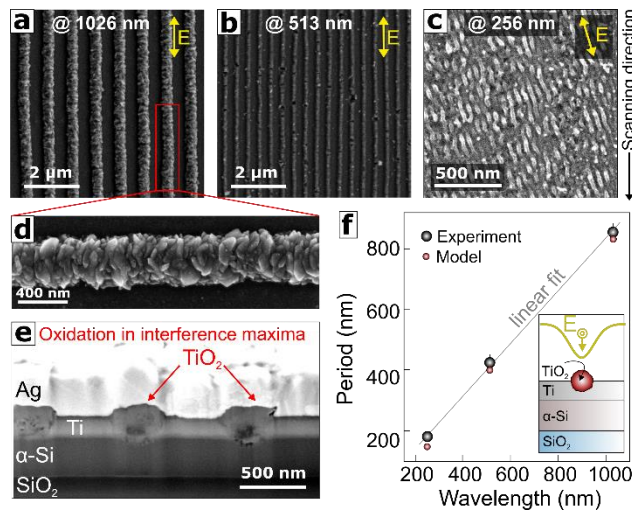 a @ 1026 nm E 2 µm
b @ 513 nm E
c @ 256 nm E 500 nm
Scanning direction
d 400 nm
e Oxidation in interference maxima
TiO2
Ag
Ti
α-Si
SiO2
500 nm
f
Experiment
Model
linear fit
Period (nm)
800
600
400
200
200 400 600 800 1000
Wavelength (nm)
E
TiO2
Ti
α-Si
SiO2
2 µm